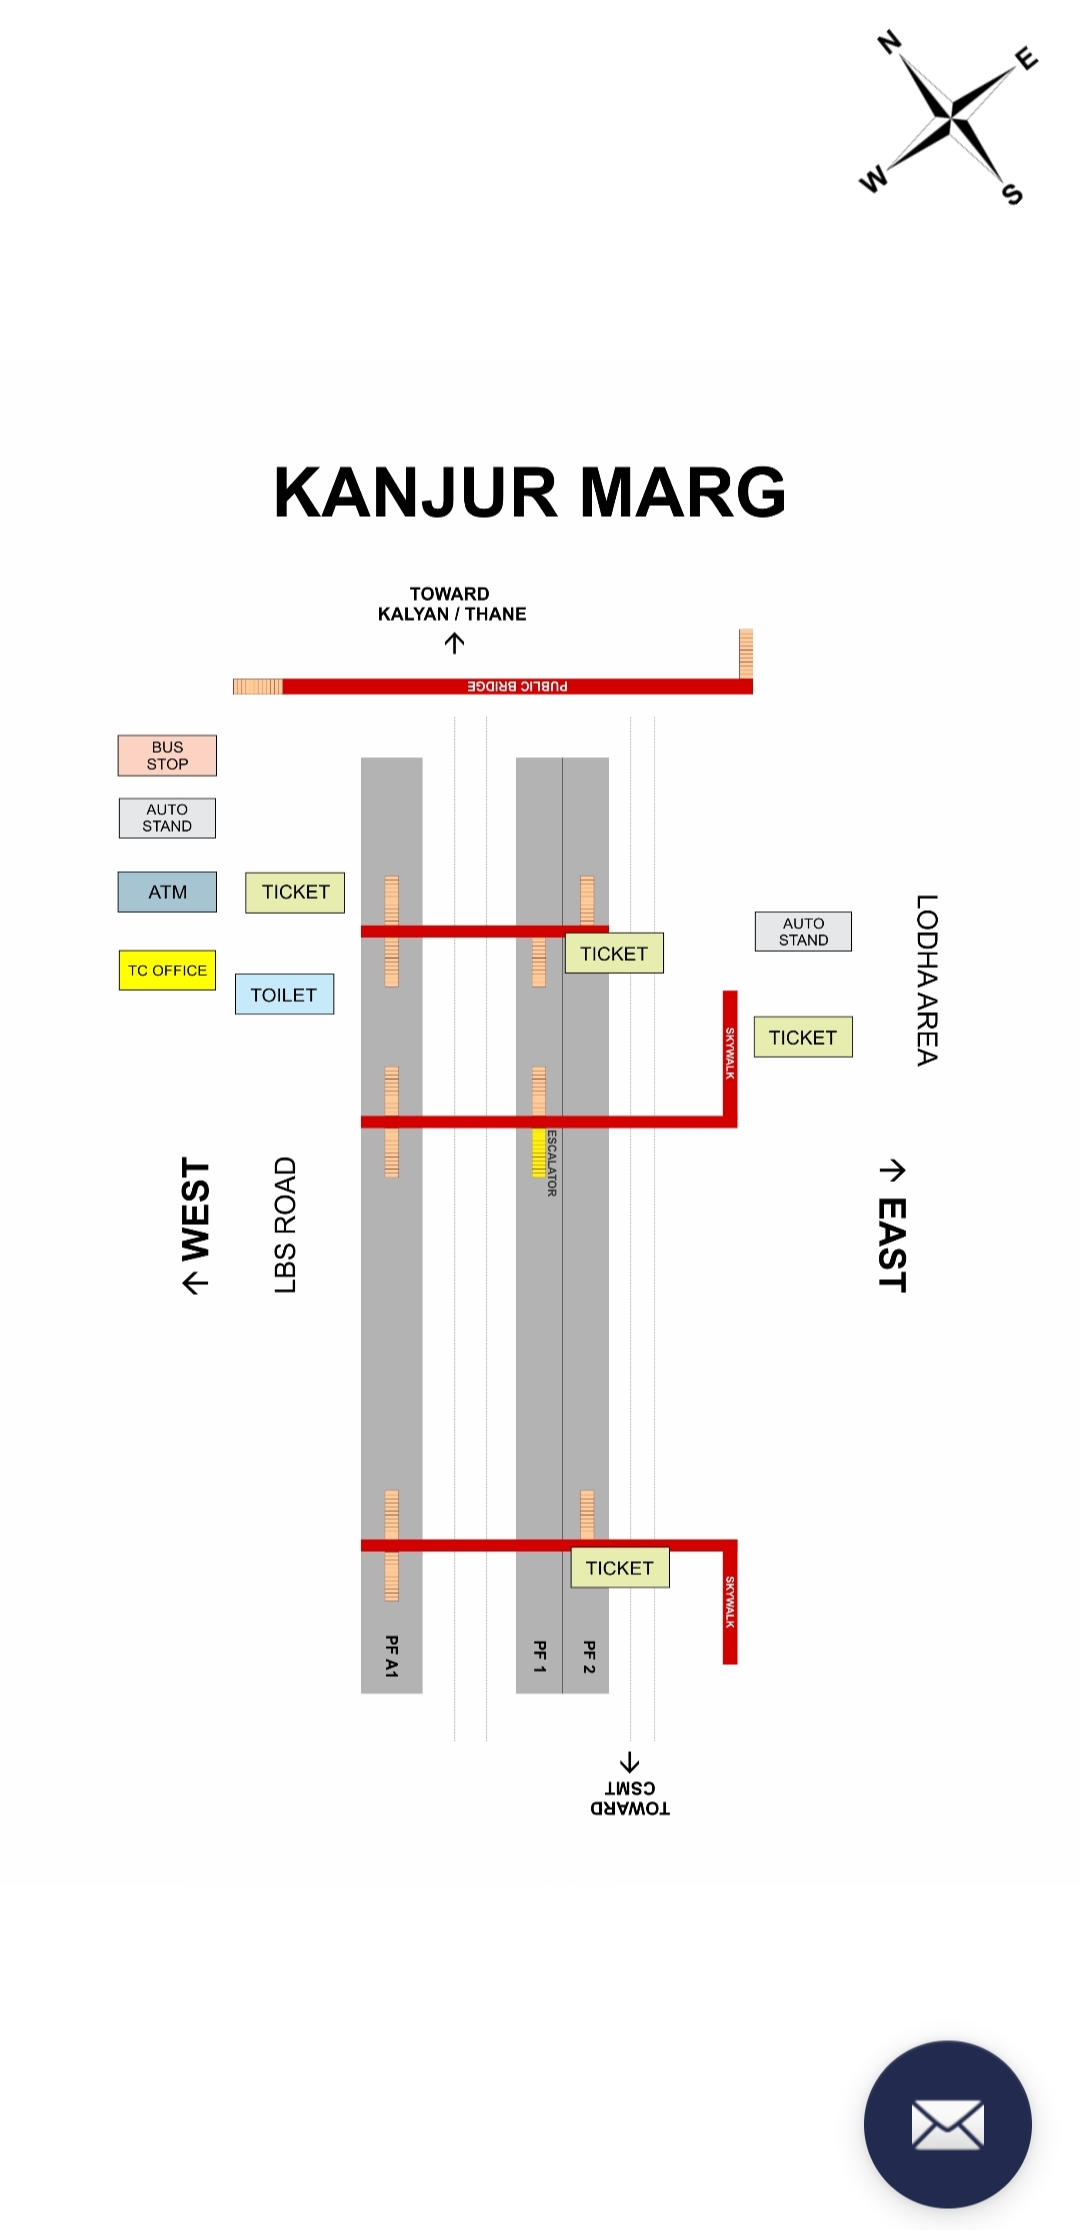 N
E
W
S
KANJUR MARG
TOWARD
KALYAN / THANE
↑
PUBLIC BRIDGE
BUS
STOP
AUTO
STAND
ATM
TICKET
TC OFFICE
TOILET
TICKET
AUTO
STAND
TICKET
LODHA AREA
SKYWALK
ESCALATOR
↑ WEST
LBS ROAD
↑ EAST
TICKET
SKYWALK
PF A1
PF 1
PF 2
TOWARD
CSMT
↑